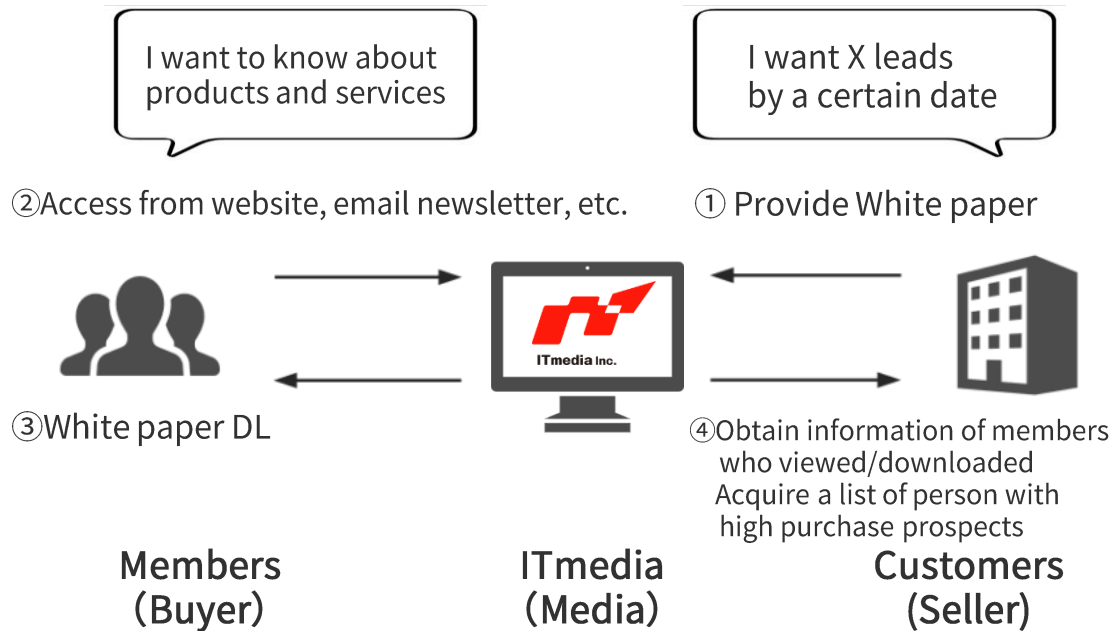 I want to know about
products and services
I want X leads
by a certain date
②Access from website, email newsletter, etc.
① Provide White paper
ITmedia Inc.
③White paper DL
④Obtain information of members
who viewed/downloaded
Acquire a list of person with
high purchase prospects
Members
（Buyer）
ITmedia
（Media）
Customers
(Seller)